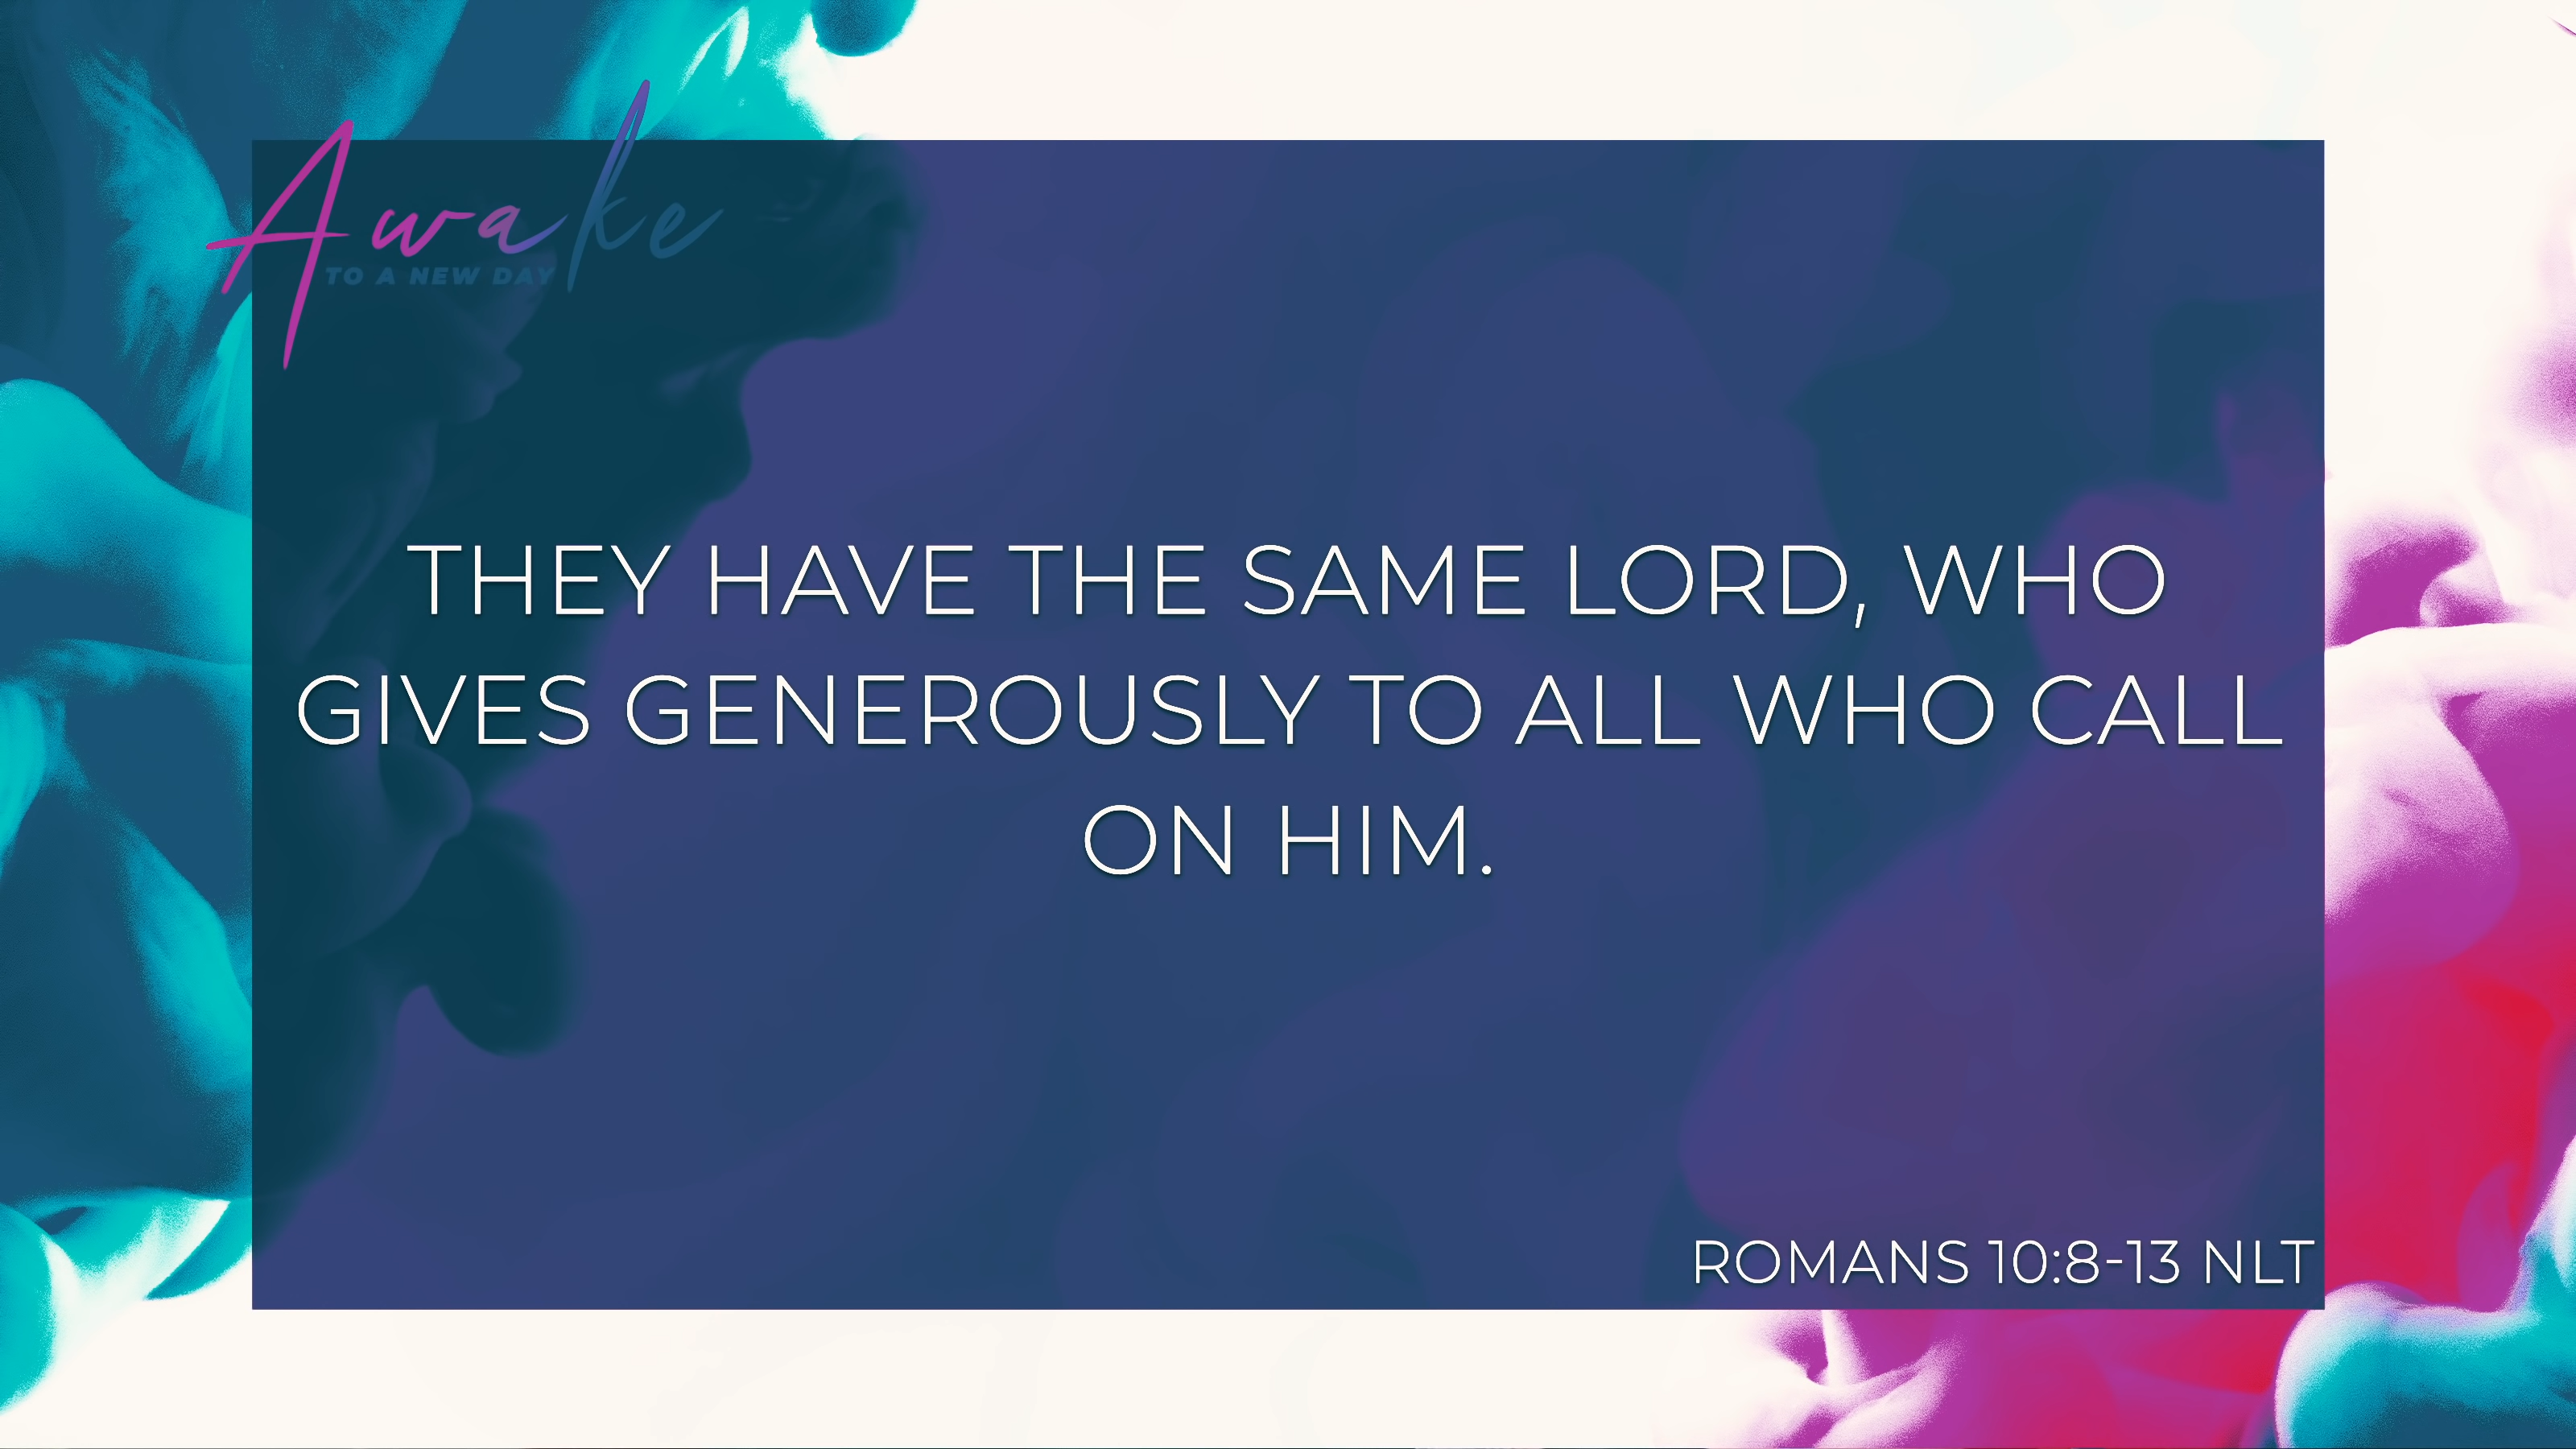 Awake
TO A NEW DAY
THEY HAVE THE SAME LORD, WHO
GIVES GENEROUSLY TO ALL WHO CALL
ON HIM.
ROMANS 10:8-13 NLT